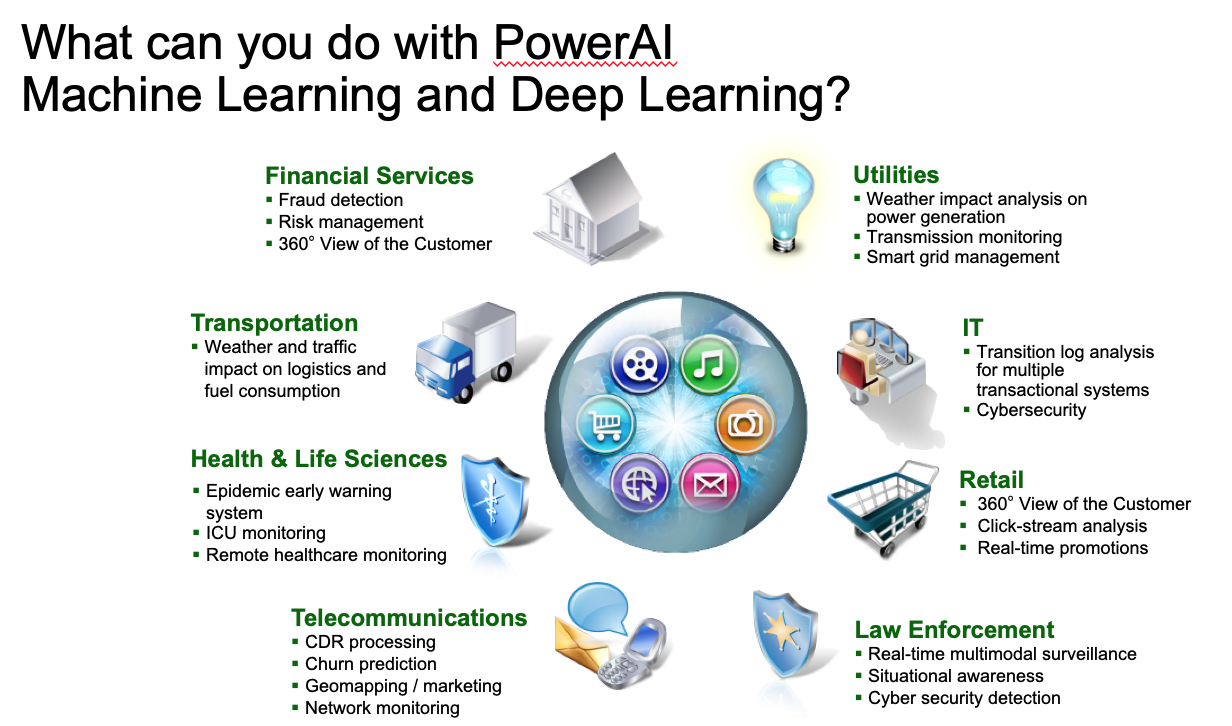 What can you do with PowerAI
Machine Learning and Deep Learning?
Financial Services
▪ Fraud detection
▪ Risk management
▪ 360° View of the Customer
Utilities
▪ Weather impact analysis on
power generation
▪ Transmission monitoring
▪ Smart grid management
Transportation
▪ Weather and traffic
impact on logistics and
fuel consumption
IT
▪ Transition log analysis
for multiple
transactional systems
▪ Cybersecurity
Health & Life Sciences
▪ Epidemic early warning
system
▪ ICU monitoring
▪ Remote healthcare monitoring
Retail
▪ 360° View of the Customer
▪ Click-stream analysis
▪ Real-time promotions
Telecommunications
▪ CDR processing
▪ Churn prediction
▪ Geomapping / marketing
▪ Network monitoring
Law Enforcement
▪ Real-time multimodal surveillance
▪ Situational awareness
▪ Cyber security detection